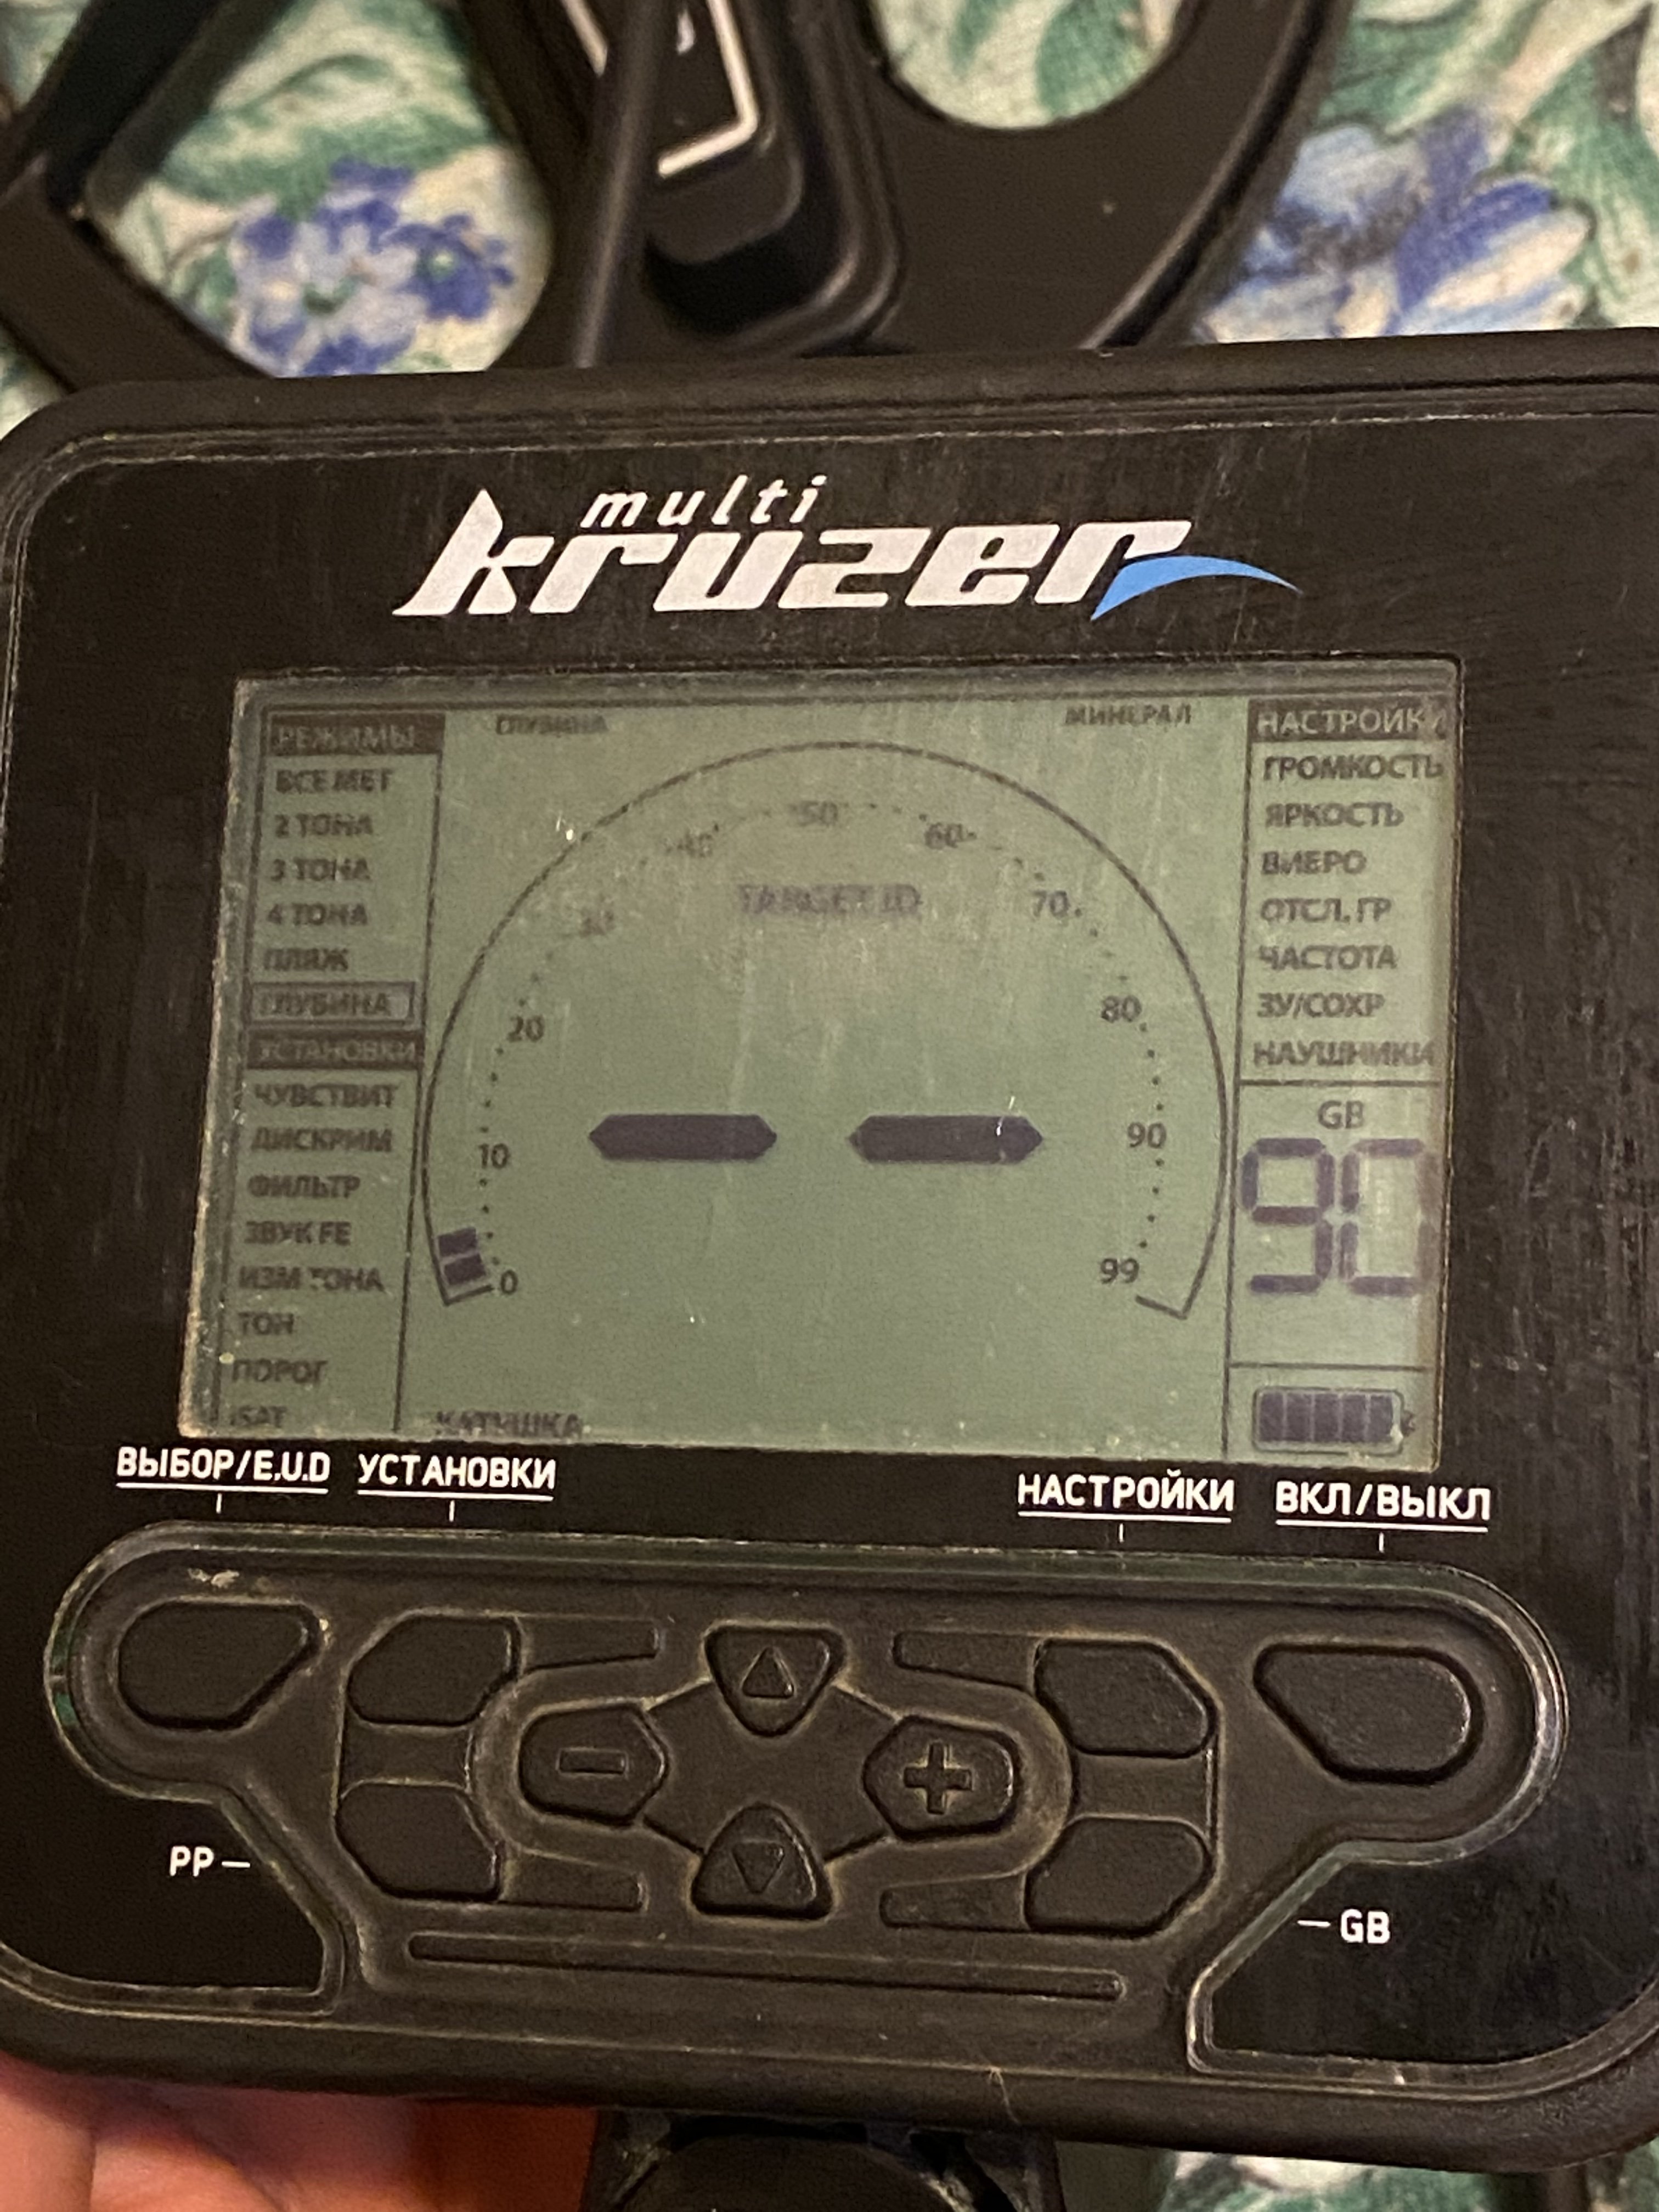 multi
kruzer
РЕЖИМЫ
ВСЕ МЕТ
2 ТОНА
3 ТОНА
4 ТОНА
ПЛЯЖ
ГЛУБИНА
УСТАНОВКИ
ЧУВСТВИТ
ДИСКРИМ
ФИЛЬТР
ЗВУК FE
ИЗМ ТОНА
ТОН
ПОРОГ
iSAT
ГЛУБИНА
МИНЕРАЛ
TARGET ID
0
10
20
30
40
50
60
70
80
90
99
КАТУШКА
НАСТРОЙКИ
ГРОМКОСТЬ
ЯРКОСТЬ
ВИБРО
ОТСЛ. ГР
ЧАСТОТА
ЗУ/СОХР
НАУШНИКИ
GB
90
ВЫБОР/E.U.D УСТАНОВКИ НАСТРОЙКИ ВКЛ/ВЫКЛ
PP
GB